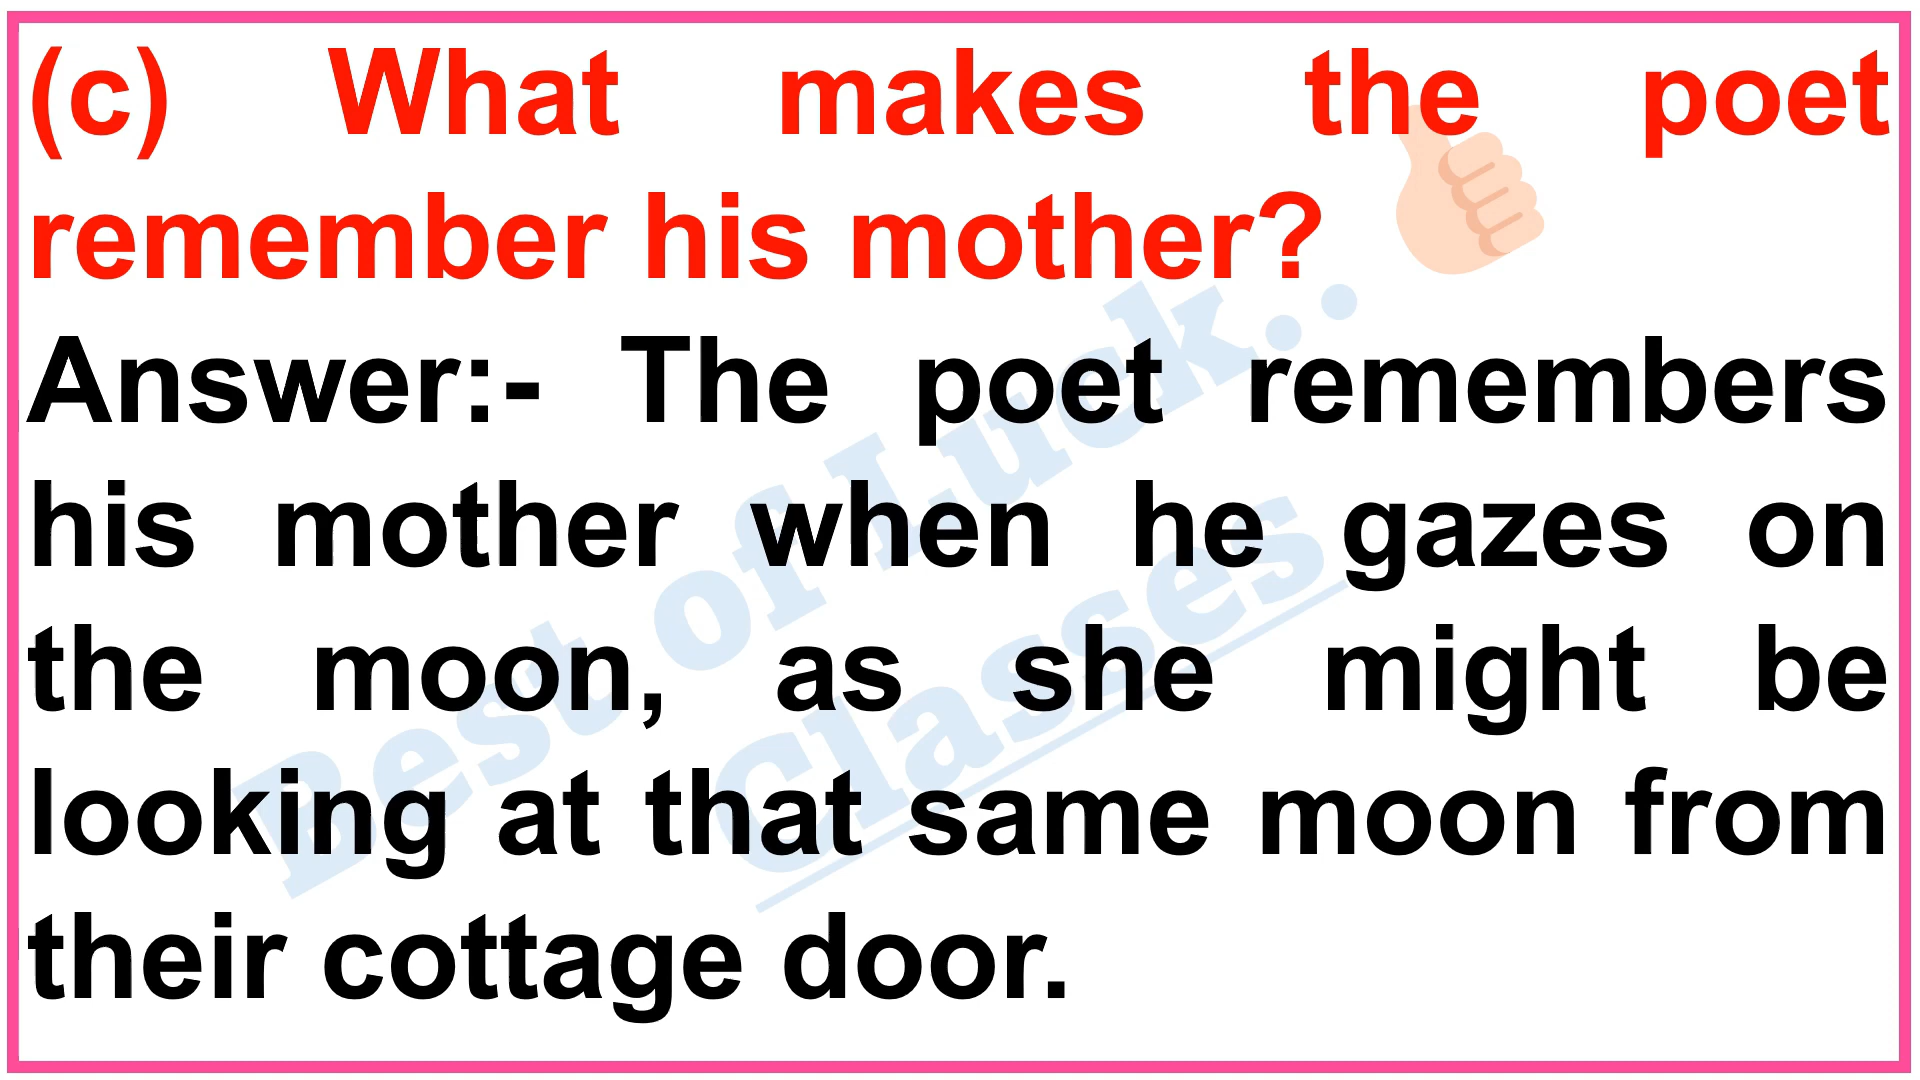 (c) What makes the poet
remember his mother?
Answer:- The poet remembers
his mother when he gazes on
the moon, as she might be
looking at that same moon from
their cottage door.
Best of Luck..
Classes